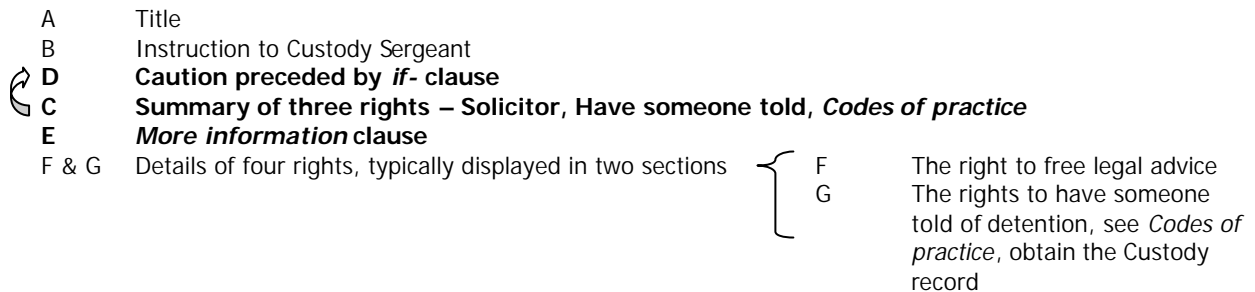 A Title
B Instruction to Custody Sergeant
D Caution preceded by if- clause
C Summary of three rights – Solicitor, Have someone told, Codes of practice
E More information clause
F & G Details of four rights, typically displayed in two sections
F The right to free legal advice
G The rights to have someone
told of detention, see Codes of
practice, obtain the Custody
record